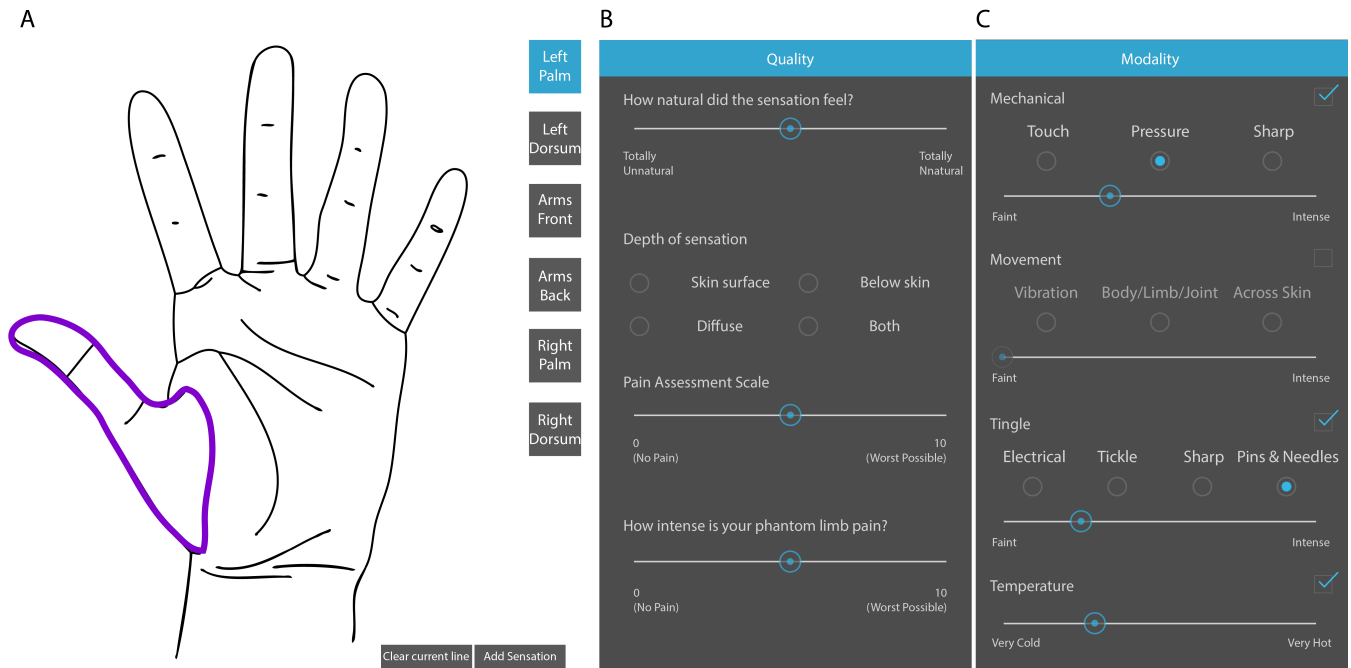 A
Left
Palm
Left
Dorsum
Arms
Front
Arms
Back
Right
Palm
Right
Dorsum
Clear current line
Add Sensation
B
Quality
How natural did the sensation feel?
Totally
Unnatural
Totally
Nnatural
Depth of sensation
Skin surface
Below skin
Diffuse
Both
Pain Assessment Scale
0
(No Pain)
10
(Worst Possible)
How intense is your phantom limb pain?
0
(No Pain)
10
(Worst Possible)
C
Modality
Mechanical
Touch
Pressure
Sharp
Faint
Intense
Movement
Vibration
Body/Limb/Joint
Across Skin
Faint
Intense
Tingle
Electrical
Tickle
Sharp
Pins & Needles
Faint
Intense
Temperature
Very Cold
Very Hot